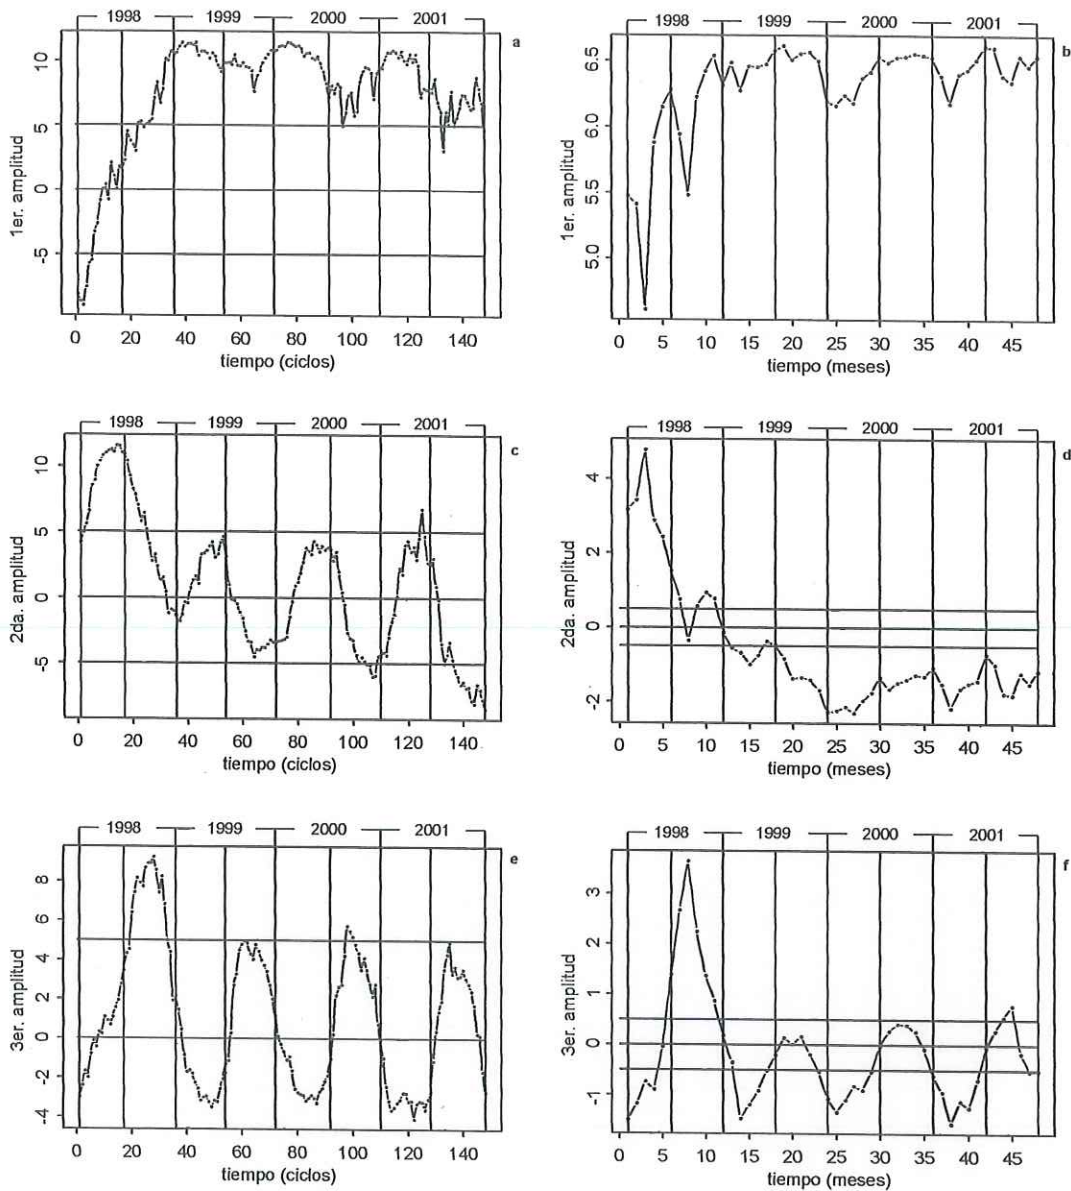 1998 1999 2000 2001
a
10
5
0
-5
1er. amplitud
0 20 40 60 80 100 120 140
tiempo (ciclos)
1998 1999 2000 2001
b
6.5
6.0
5.5
5.0
1er. amplitud
0 5 10 15 20 25 30 35 40 45
tiempo (meses)
1998 1999 2000 2001
c
10
5
0
-5
2da. amplitud
0 20 40 60 80 100 120 140
tiempo (ciclos)
1998 1999 2000 2001
d
4
2
0
-2
2da. amplitud
0 5 10 15 20 25 30 35 40 45
tiempo (meses)
1998 1999 2000 2001
e
8
6
4
2
0
-2
-4
3er. amplitud
0 20 40 60 80 100 120 140
tiempo (ciclos)
1998 1999 2000 2001
f
3
2
1
0
-1
3er. amplitud
0 5 10 15 20 25 30 35 40 45
tiempo (meses)